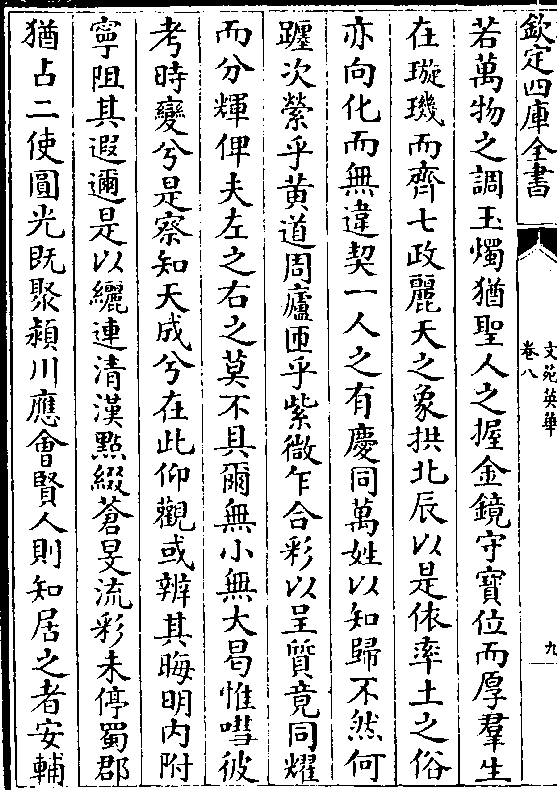 欽定四庫全書
文苑英華
卷八
九
若萬物之調玉燭猶聖人之握金鏡守寶位而厚羣生
在璇璣而齊七政麗天之象拱北辰以是依率土之俗
亦向化而無違契一人之有慶同萬姓以知歸不然何
躔次縈乎黄道周廬匝乎紫微乍合彩以呈質竟同耀
而分輝俾夫左之右之莫不具爾無小無大曷惟嘒彼
考時變兮是察知天成兮在此仰觀或辨其晦明内附
寧阻其遐邇是以纚連清漢點綴蒼旻流彩未停蜀郡
猶占二使圓光既聚潁川應會賢人則知居之者安輔